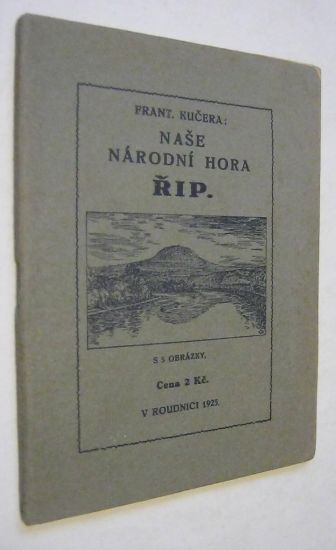 FRANT. KUČERA:
NAŠE
NÁRODNÍ HORA
ŘIP.
S 5 OBRÁZKY.
Cena 2 Kč.
V ROUDNICI 1925.